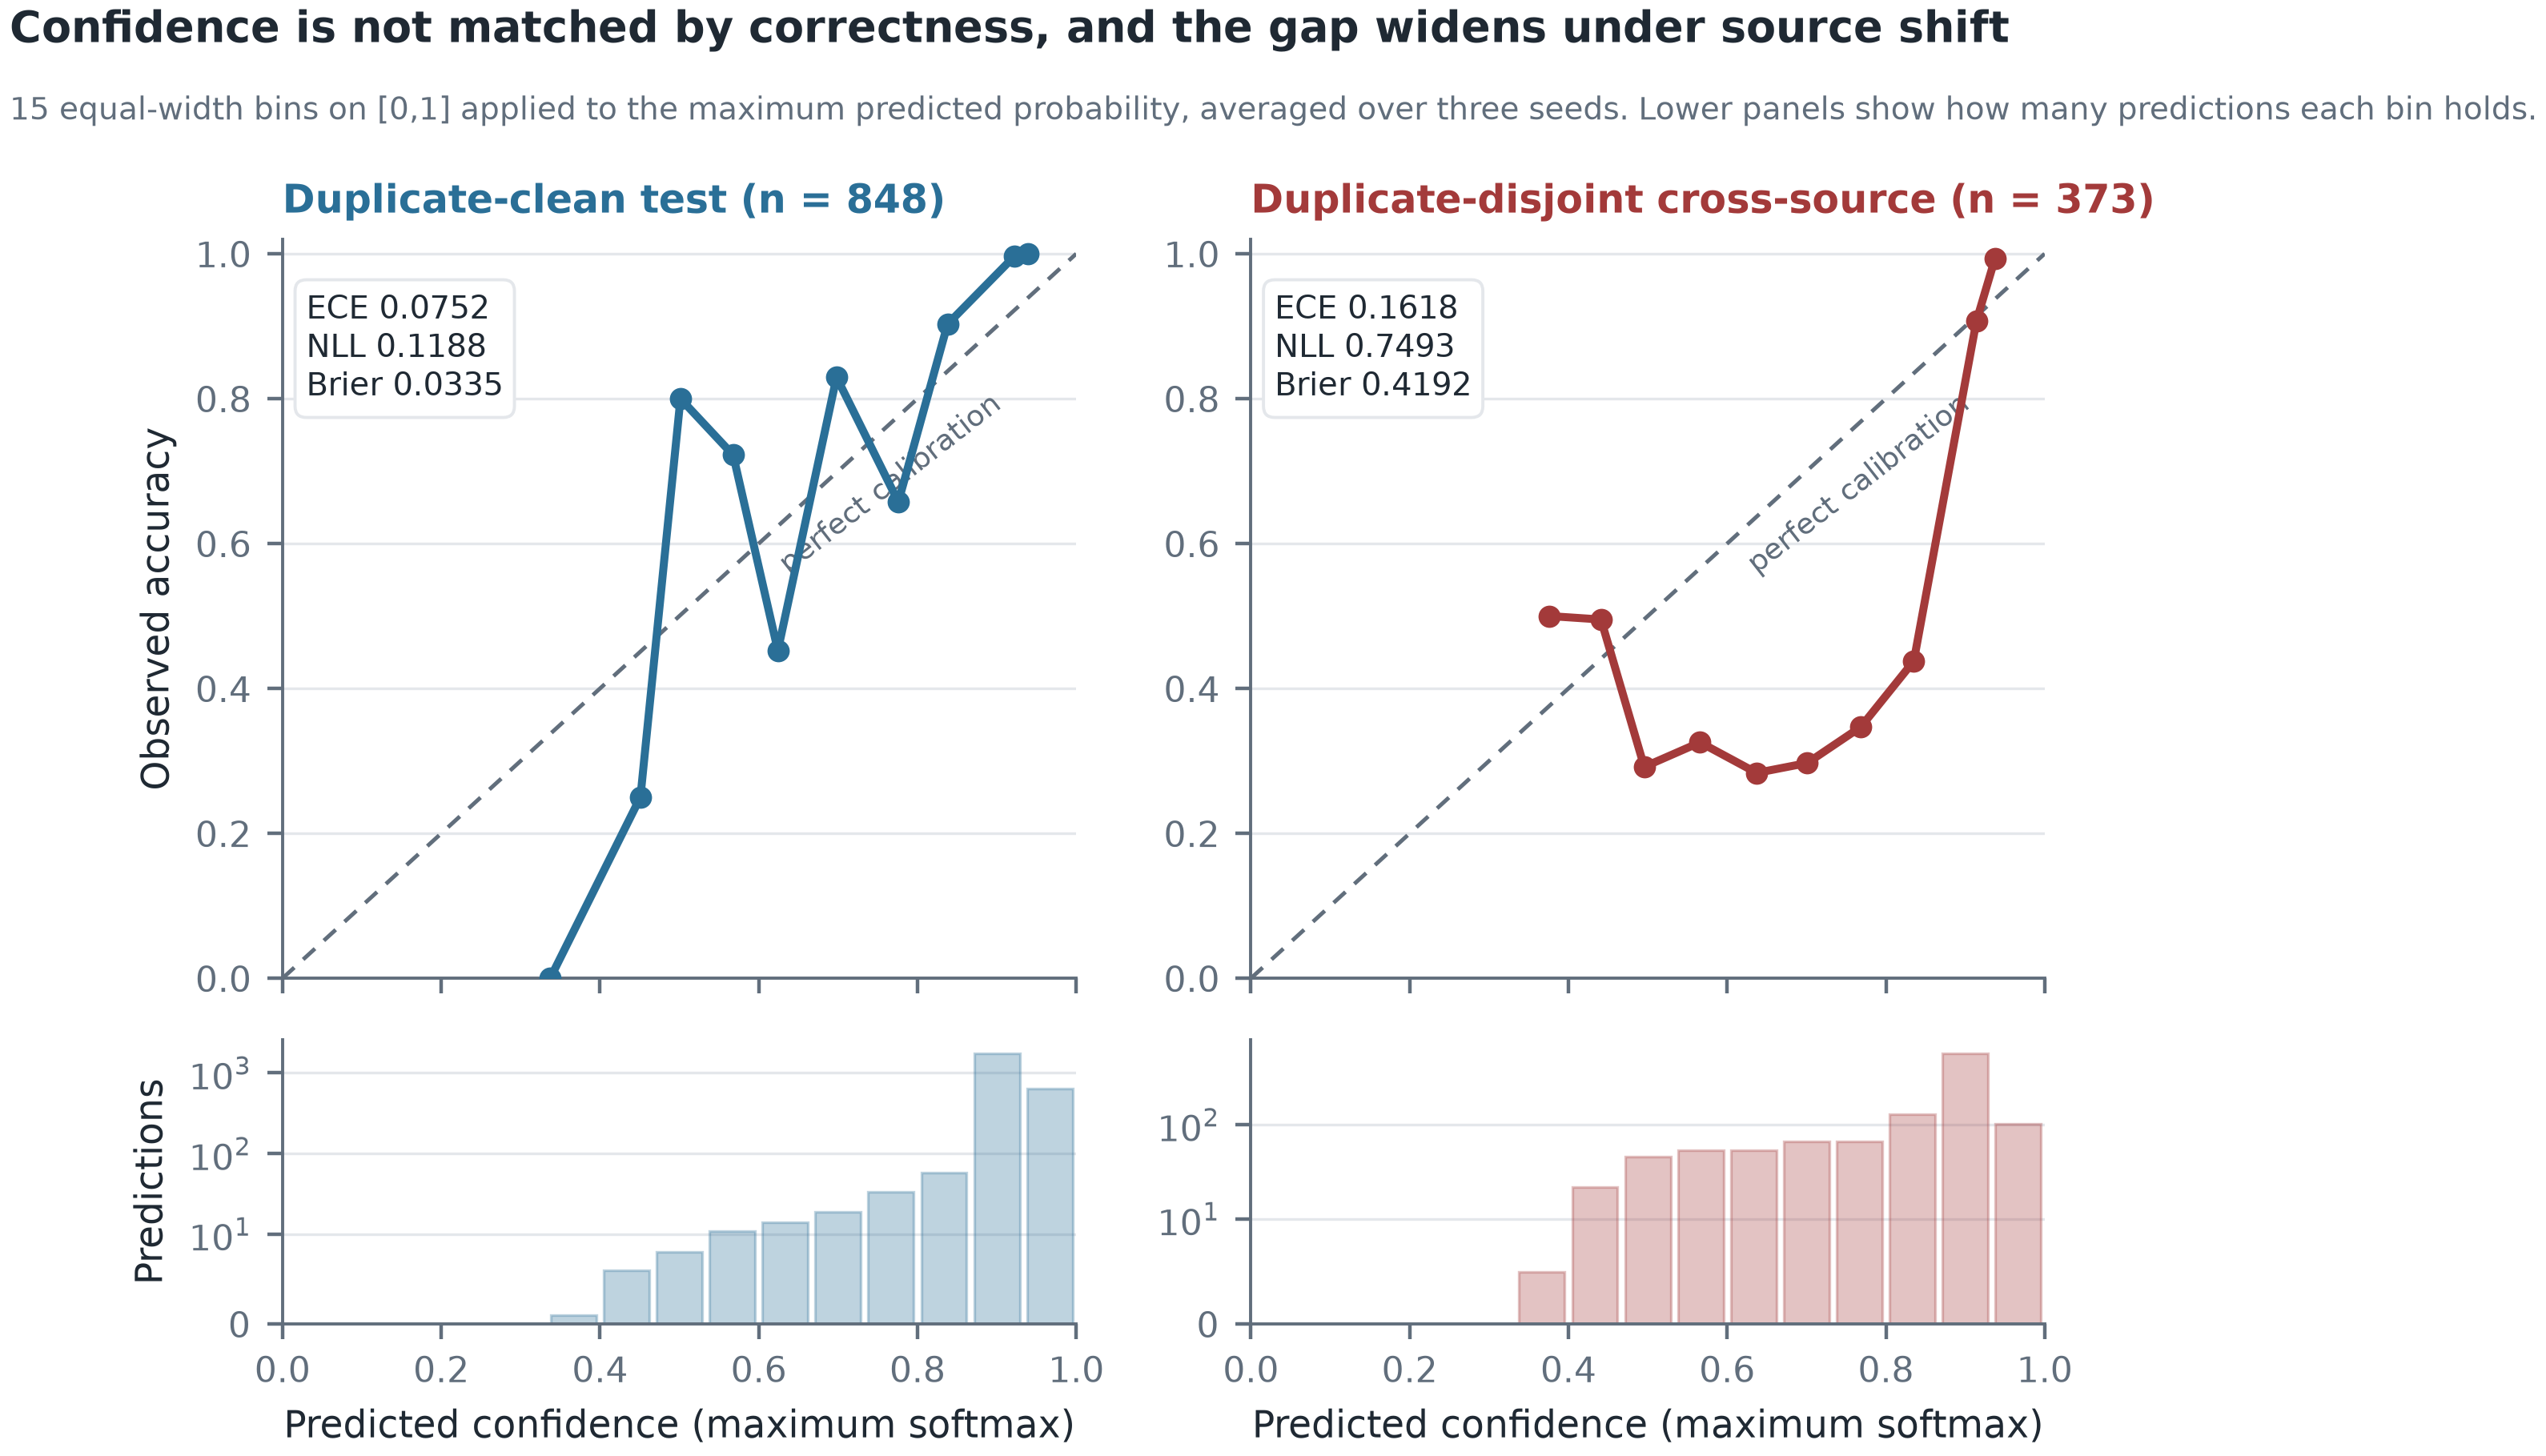 Confidence is not matched by correctness, and the gap widens under source shift
15 equal-width bins on [0,1] applied to the maximum predicted probability, averaged over three seeds. Lower panels show how many predictions each bin holds.
Duplicate-clean test (n = 848)
1.0
0.8
0.6
0.4
0.2
0.0
Observed accuracy
ECE 0.0752
NLL 0.1188
Brier 0.0335
perfect calibration
Duplicate-disjoint cross-source (n = 373)
1.0
0.8
0.6
0.4
0.2
0.0
ECE 0.1618
NLL 0.7493
Brier 0.4192
perfect calibration
Predictions
10³
10²
10¹
0
0.0 0.2 0.4 0.6 0.8 1.0
Predicted confidence (maximum softmax)
10²
10¹
0
0.0 0.2 0.4 0.6 0.8 1.0
Predicted confidence (maximum softmax)